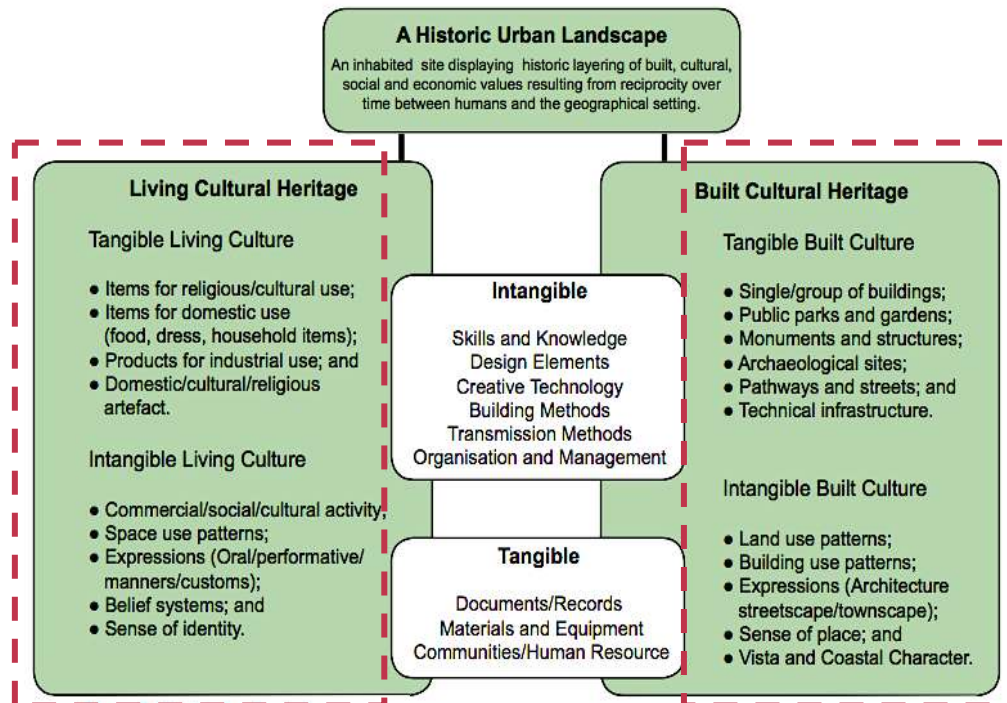 A Historic Urban Landscape
An inhabited site displaying historic layering of built, cultural,
social and economic values resulting from reciprocity over
time between humans and the geographical setting.
Living Cultural Heritage
Tangible Living Culture
● Items for religious/cultural use;
● Items for domestic use
(food, dress, household items);
● Products for industrial use; and
● Domestic/cultural/religious
artefact.
Intangible Living Culture
● Commercial/social/cultural activity;
● Space use patterns;
● Expressions (Oral/performative/
manners/customs);
● Belief systems; and
● Sense of identity.
Intangible
Skills and Knowledge
Design Elements
Creative Technology
Building Methods
Transmission Methods
Organisation and Management
Tangible
Documents/Records
Materials and Equipment
Communities/Human Resource
Built Cultural Heritage
Tangible Built Culture
● Single/group of buildings;
● Public parks and gardens;
● Monuments and structures;
● Archaeological sites;
● Pathways and streets; and
● Technical infrastructure.
Intangible Built Culture
● Land use patterns;
● Building use patterns;
● Expressions (Architecture
streetscape/townscape);
● Sense of place; and
● Vista and Coastal Character.